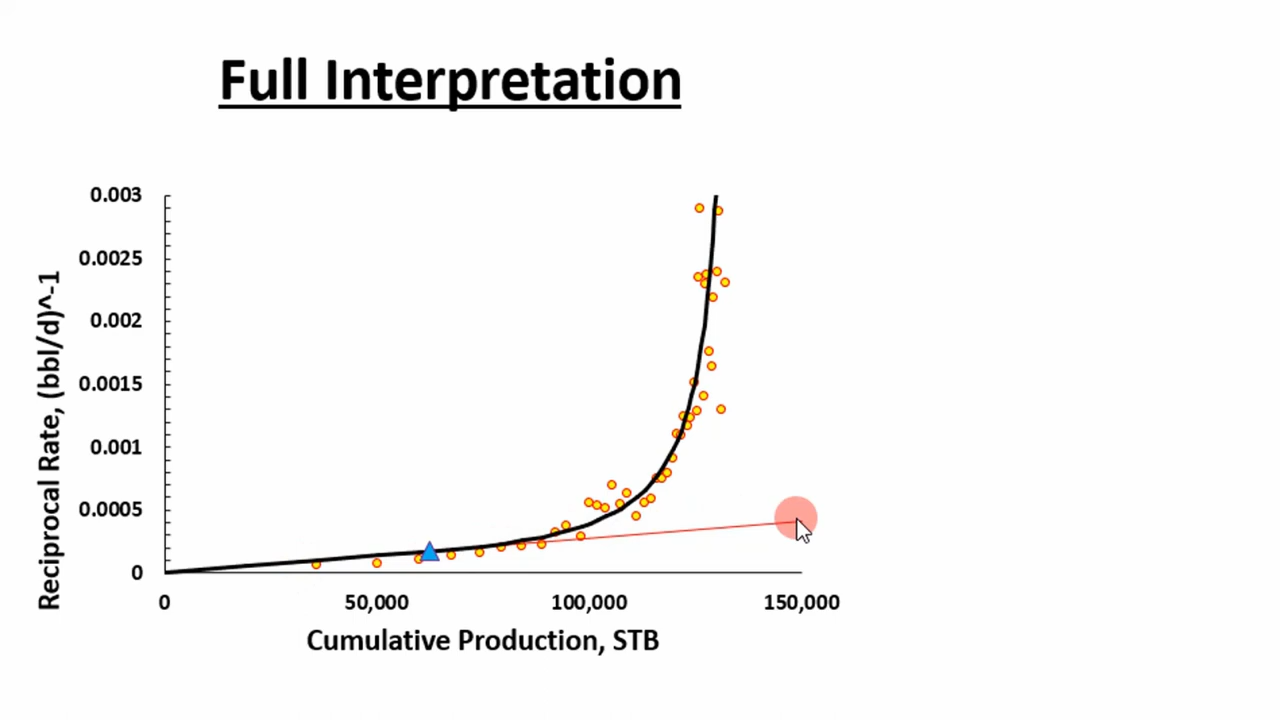 Full Interpretation
0.003
0.0025
0.002
0.0015
0.001
0.0005
0
Reciprocal Rate, (bbl/d)^-1
0 50,000 100,000 150,000
Cumulative Production, STB